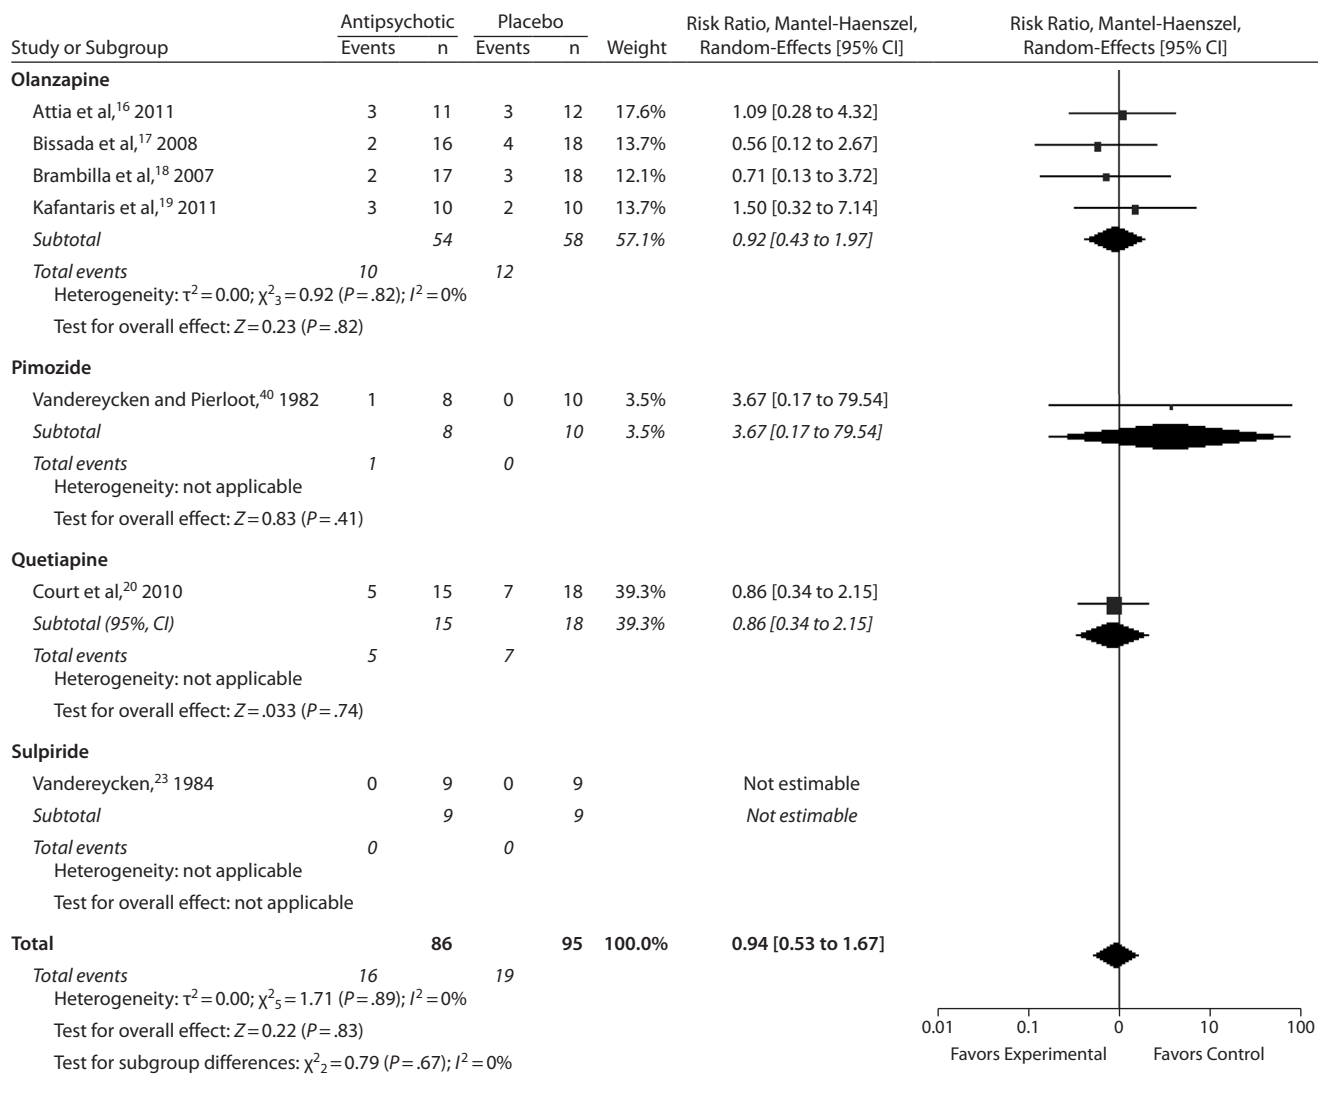 Antipsychotic Placebo Risk Ratio, Mantel-Haenszel, Risk Ratio, Mantel-Haenszel,
Study or Subgroup Events n Events n Weight Random-Effects [95% CI] Random-Effects [95% CI]
Olanzapine
Attia et al,¹⁶ 2011 3 11 3 12 17.6% 1.09 [0.28 to 4.32]
Bissada et al,¹⁷ 2008 2 16 4 18 13.7% 0.56 [0.12 to 2.67]
Brambilla et al,¹⁸ 2007 2 17 3 18 12.1% 0.71 [0.13 to 3.72]
Kafantaris et al,¹⁹ 2011 3 10 2 10 13.7% 1.50 [0.32 to 7.14]
Subtotal 54 58 57.1% 0.92 [0.43 to 1.97]
Total events 10 12
Heterogeneity: τ² = 0.00; χ²₃ = 0.92 (P = .82); I² = 0%
Test for overall effect: Z = 0.23 (P = .82)
Pimozide
Vandereycken and Pierloot,⁴⁰ 1982 1 8 0 10 3.5% 3.67 [0.17 to 79.54]
Subtotal 8 10 3.5% 3.67 [0.17 to 79.54]
Total events 1 0
Heterogeneity: not applicable
Test for overall effect: Z = 0.83 (P = .41)
Quetiapine
Court et al,²⁰ 2010 5 15 7 18 39.3% 0.86 [0.34 to 2.15]
Subtotal (95%, CI) 15 18 39.3% 0.86 [0.34 to 2.15]
Total events 5 7
Heterogeneity: not applicable
Test for overall effect: Z = .033 (P = .74)
Sulpiride
Vandereycken,²³ 1984 0 9 0 9 Not estimable
Subtotal 9 9 Not estimable
Total events 0 0
Heterogeneity: not applicable
Test for overall effect: not applicable
Total 86 95 100.0% 0.94 [0.53 to 1.67]
Total events 16 19
Heterogeneity: τ² = 0.00; χ²₅ = 1.71 (P = .89); I² = 0%
Test for overall effect: Z = 0.22 (P = .83)
Test for subgroup differences: χ²₂ = 0.79 (P = .67); I² = 0%
0.01 0.1 0 10 100
Favors Experimental Favors Control